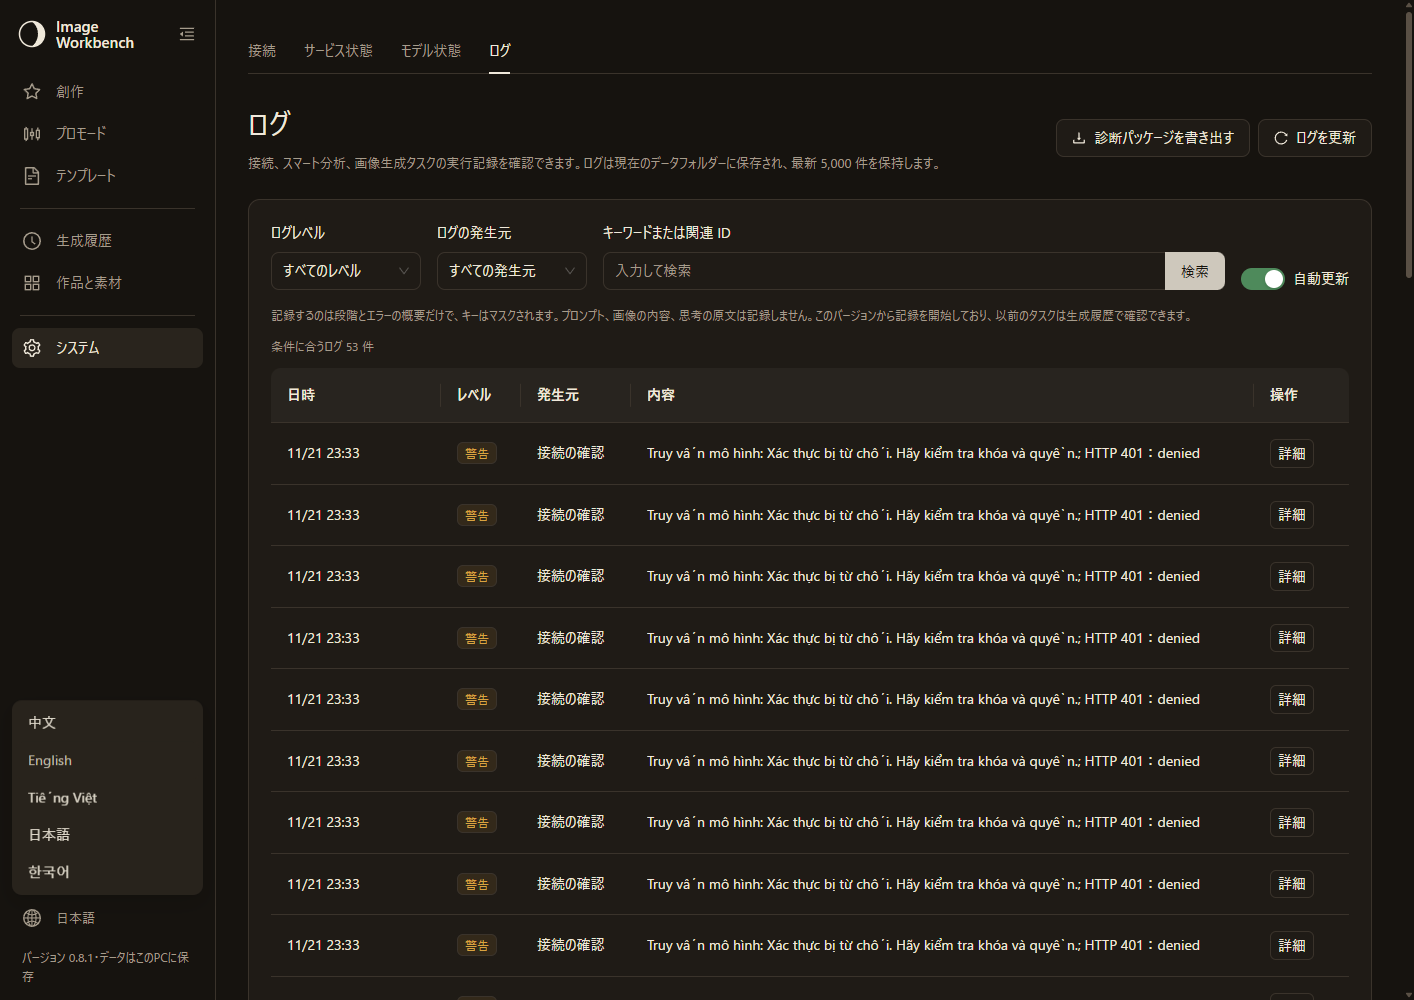 Image
Workbench
創作
プロモード
テンプレート
生成履歴
作品と素材
システム
中文
English
Tiếng Việt
日本語
한국어
日本語
バージョン 0.8.1・データはこのPCに保
存
接続 サービス状態 モデル状態 ログ
ログ
接続、スマート分析、画像生成タスクの実行記録を確認できます。ログは現在のデータフォルダーに保存され、最新 5,000 件を保持します。
診断パッケージを書き出す ログを更新
ログレベル ログの発生元 キーワードまたは関連 ID
すべてのレベル すべての発生元 入力して検索 検索 自動更新
記録するのは段階とエラーの概要だけで、キーはマスクされます。プロンプト、画像の内容、思考の原文は記録しません。このバージョンから記録を開始しており、以前のタスクは生成履歴で確認できます。
条件に合うログ 53 件
日時 レベル 発生元 内容 操作
11/21 23:33 警告 接続の確認 Truy vấn mô hình: Xác thực bị từ chối. Hãy kiểm tra khóa và quyền.; HTTP 401：denied 詳細
11/21 23:33 警告 接続の確認 Truy vấn mô hình: Xác thực bị từ chối. Hãy kiểm tra khóa và quyền.; HTTP 401：denied 詳細
11/21 23:33 警告 接続の確認 Truy vấn mô hình: Xác thực bị từ chối. Hãy kiểm tra khóa và quyền.; HTTP 401：denied 詳細
11/21 23:33 警告 接続の確認 Truy vấn mô hình: Xác thực bị từ chối. Hãy kiểm tra khóa và quyền.; HTTP 401：denied 詳細
11/21 23:33 警告 接続の確認 Truy vấn mô hình: Xác thực bị từ chối. Hãy kiểm tra khóa và quyền.; HTTP 401：denied 詳細
11/21 23:33 警告 接続の確認 Truy vấn mô hình: Xác thực bị từ chối. Hãy kiểm tra khóa và quyền.; HTTP 401：denied 詳細
11/21 23:33 警告 接続の確認 Truy vấn mô hình: Xác thực bị từ chối. Hãy kiểm tra khóa và quyền.; HTTP 401：denied 詳細
11/21 23:33 警告 接続の確認 Truy vấn mô hình: Xác thực bị từ chối. Hãy kiểm tra khóa và quyền.; HTTP 401：denied 詳細
11/21 23:33 警告 接続の確認 Truy vấn mô hình: Xác thực bị từ chối. Hãy kiểm tra khóa và quyền.; HTTP 401：denied 詳細